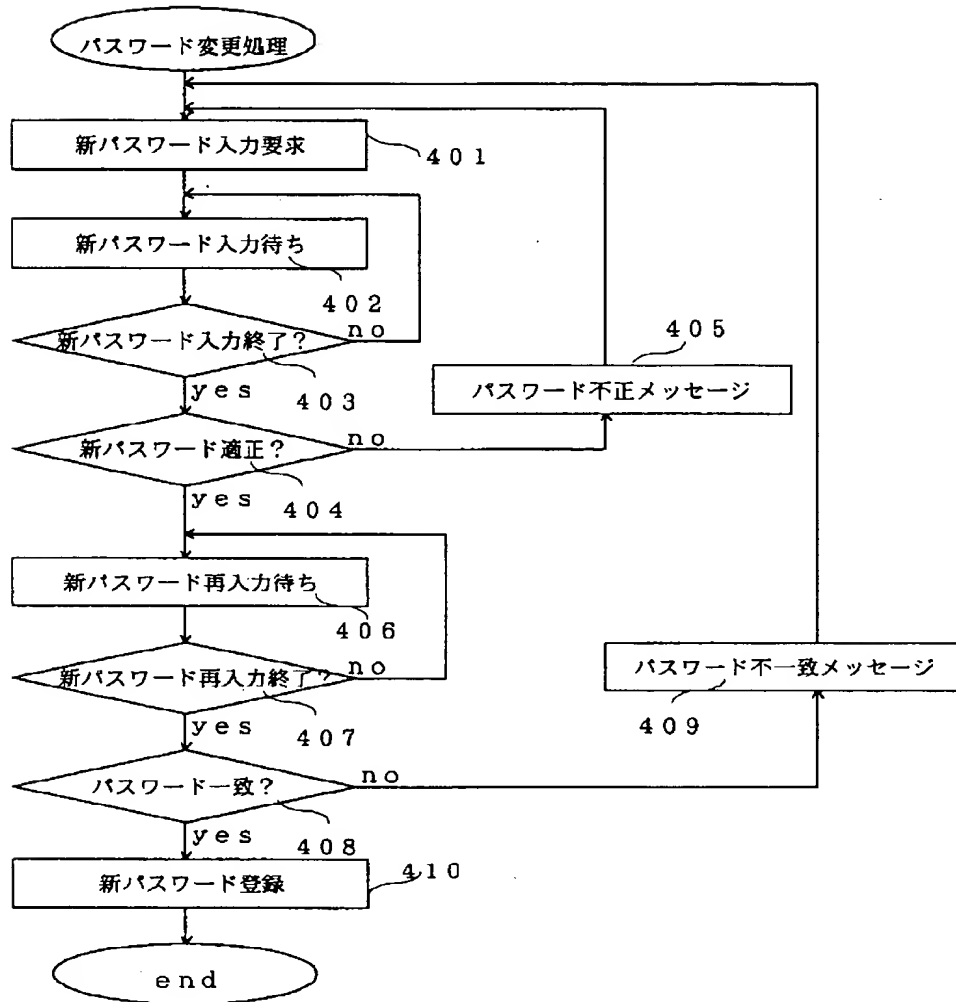 パスワード変更処理
新パスワード入力要求
401
新パスワード入力待ち
402
新パスワード入力終了?
no
403
yes
405
パスワード不正メッセージ
新パスワード適正?
no
404
yes
新パスワード再入力待ち
406
新パスワード再入力終了?
no
407
yes
パスワード不一致メッセージ
409
パスワード一致?
no
408
yes
新パスワード登録
410
end